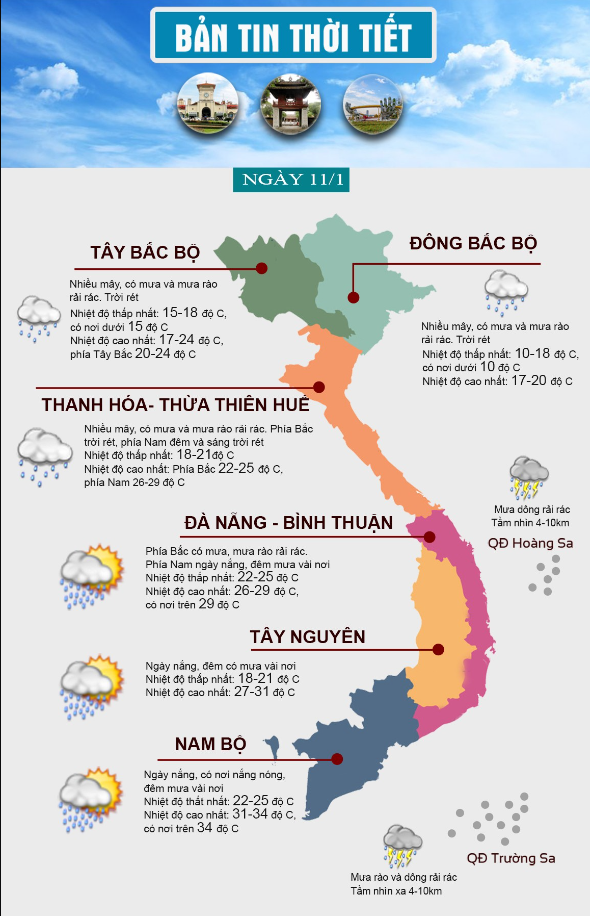 BẢN TIN THỜI TIẾT
NGÀY 11/1
TÂY BẮC BỘ
Nhiều mây, có mưa và mưa rào
rải rác. Trời rét
Nhiệt độ thấp nhất: 15-18 độ C,
có nơi dưới 15 độ C
Nhiệt độ cao nhất: 17-24 độ C,
phía Tây Bắc 20-24 độ C
ĐÔNG BẮC BỘ
Nhiều mây, có mưa và mưa rào
rải rác. Trời rét
Nhiệt độ thấp nhất: 10-18 độ C,
có nơi dưới 10 độ C
Nhiệt độ cao nhất: 17-20 độ C
THANH HÓA- THỪA THIÊN HUẾ
Nhiều mây, có mưa và mưa rào rải rác. Phía Bắc
trời rét, phía Nam đêm và sáng trời rét
Nhiệt độ thấp nhất: 18-21độ C
Nhiệt độ cao nhất: Phía Bắc 22-25 độ C,
phía Nam 26-29 độ C
Mưa dông rải rác
Tầm nhìn 4-10km
QĐ Hoàng Sa
ĐÀ NẴNG - BÌNH THUẬN
Phía Bắc có mưa, mưa rào rải rác.
Phía Nam ngày nắng, đêm mưa vài nơi
Nhiệt độ thấp nhất: 22-25 độ C
Nhiệt độ cao nhất: 26-29 độ C,
có nơi trên 29 độ C
TÂY NGUYÊN
Ngày nắng, đêm có mưa vài nơi
Nhiệt độ thấp nhất: 18-21 độ C
Nhiệt độ cao nhất: 27-31 độ C
NAM BỘ
Ngày nắng, có nơi nắng nóng,
đêm mưa vài nơi
Nhiệt độ thất nhất: 22-25 độ C
Nhiệt độ cao nhất: 31-34 độ C,
có nơi trên 34 độ C
QĐ Trường Sa
Mưa rào và dông rải rác
Tầm nhìn xa 4-10km